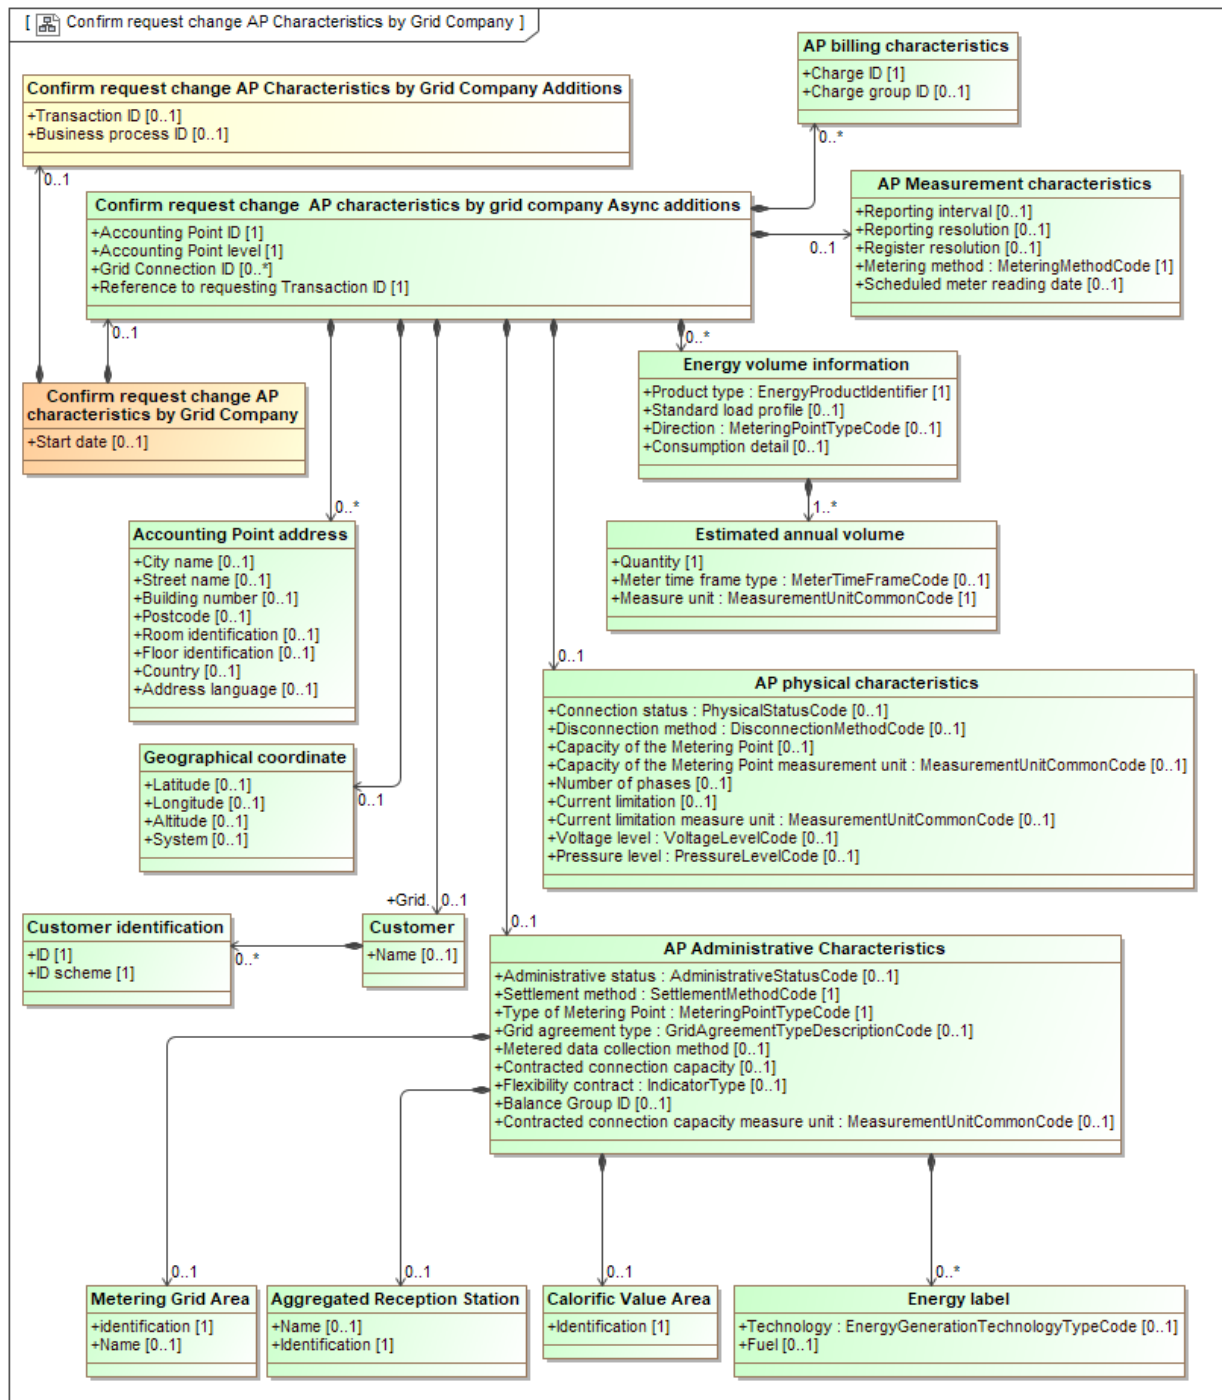 [ Confirm request change AP Characteristics by Grid Company ]
AP billing characteristics
+Charge ID [1]
+Charge group ID [0..1]
0..*
Confirm request change AP Characteristics by Grid Company Additions
+Transaction ID [0..1]
+Business process ID [0..1]
0..1
Confirm request change  AP characteristics by grid company Async additions
+Accounting Point ID [1]
+Accounting Point level [1]
+Grid Connection ID [0..*]
+Reference to requesting Transaction ID [1]
AP Measurement characteristics
+Reporting interval [0..1]
+Reporting resolution [0..1]
+Register resolution [0..1]
+Metering method : MeteringMethodCode [1]
+Scheduled meter reading date [0..1]
0..1
0..1
0..*
Confirm request change AP
characteristics by Grid Company
+Start date [0..1]
Energy volume information
+Product type : EnergyProductIdentifier [1]
+Standard load profile [0..1]
+Direction : MeteringPointTypeCode [0..1]
+Consumption detail [0..1]
1..*
Estimated annual volume
+Quantity [1]
+Meter time frame type : MeterTimeFrameCode [0..1]
+Measure unit : MeasurementUnitCommonCode [1]
0..*
Accounting Point address
+City name [0..1]
+Street name [0..1]
+Building number [0..1]
+Postcode [0..1]
+Room identification [0..1]
+Floor identification [0..1]
+Country [0..1]
+Address language [0..1]
0..1
AP physical characteristics
+Connection status : PhysicalStatusCode [0..1]
+Disconnection method : DisconnectionMethodCode [0..1]
+Capacity of the Metering Point [0..1]
+Capacity of the Metering Point measurement unit : MeasurementUnitCommonCode [0..1]
+Number of phases [0..1]
+Current limitation [0..1]
+Current limitation measure unit : MeasurementUnitCommonCode [0..1]
+Voltage level : VoltageLevelCode [0..1]
+Pressure level : PressureLevelCode [0..1]
Geographical coordinate
+Latitude [0..1]
+Longitude [0..1]
+Altitude [0..1]
+System [0..1]
0..1
+Grid. 0..1
Customer identification
+ID [1]
+ID scheme [1]
0..*
Customer
+Name [0..1]
0..1
AP Administrative Characteristics
+Administrative status : AdministrativeStatusCode [0..1]
+Settlement method : SettlementMethodCode [1]
+Type of Metering Point : MeteringPointTypeCode [1]
+Grid agreement type : GridAgreementTypeDescriptionCode [0..1]
+Metered data collection method [0..1]
+Contracted connection capacity [0..1]
+Flexibility contract : IndicatorType [0..1]
+Balance Group ID [0..1]
+Contracted connection capacity measure unit : MeasurementUnitCommonCode [0..1]
0..1
0..1
0..1
0..*
Metering Grid Area
+identification [1]
+Name [0..1]
Aggregated Reception Station
+Name [0..1]
+Identification [1]
Calorific Value Area
+Identification [1]
Energy label
+Technology : EnergyGenerationTechnologyTypeCode [0..1]
+Fuel [0..1]